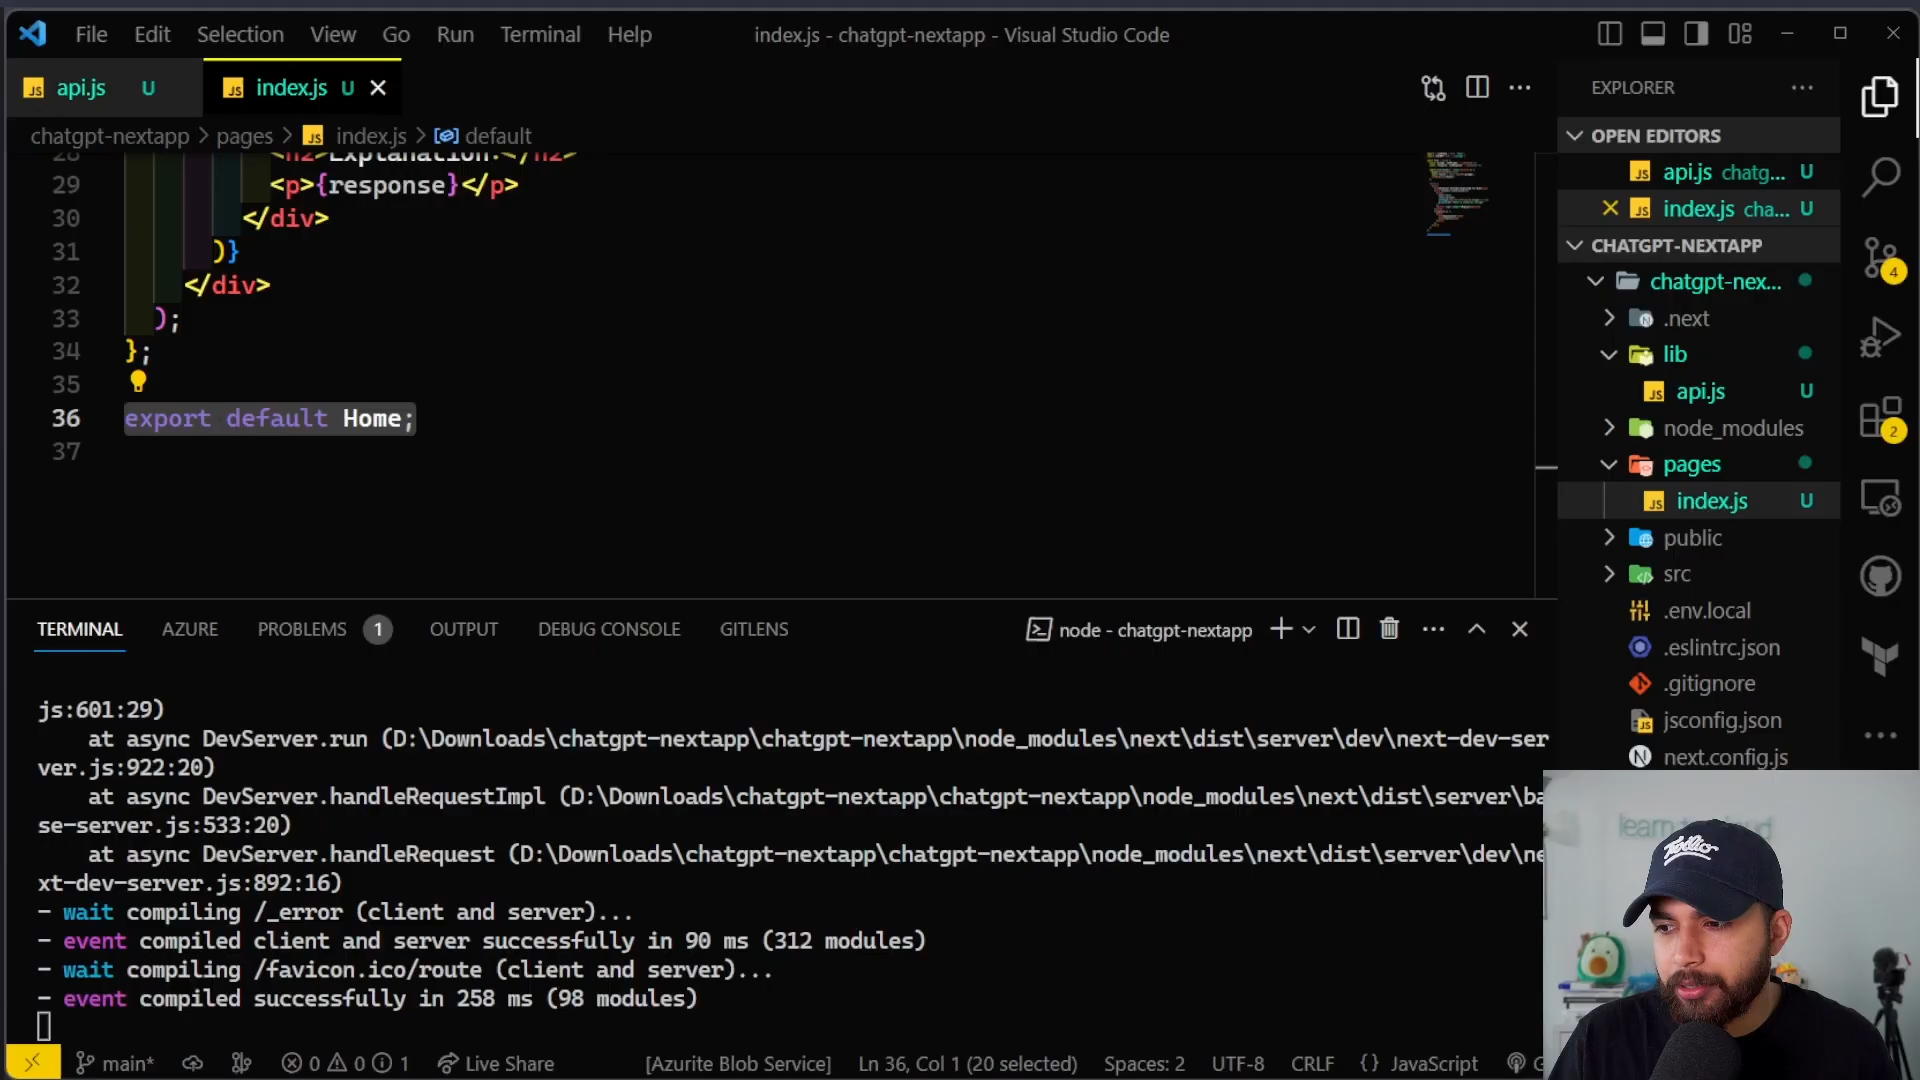 File Edit Selection View Go Run Terminal Help
index.js - chatgpt-nextapp - Visual Studio Code
api.js U
index.js U
chatgpt-nextapp > pages > index.js > default
28 <h2>Explanation:</h2>
29 <p>{response}</p>
30 </div>
31 )}
32 </div>
33 );
34 };
35
36 export default Home;
37
EXPLORER
OPEN EDITORS
api.js chatg... U
index.js cha... U
CHATGPT-NEXTAPP
chatgpt-nex...
.next
lib
api.js U
node_modules
pages
index.js U
public
src
.env.local
.eslintrc.json
.gitignore
jsconfig.json
next.config.js
4
2
TERMINAL AZURE PROBLEMS 1 OUTPUT DEBUG CONSOLE GITLENS
node - chatgpt-nextapp
js:601:29)
at async DevServer.run (D:\Downloads\chatgpt-nextapp\chatgpt-nextapp\node_modules\next\dist\server\dev\next-dev-ser
ver.js:922:20)
at async DevServer.handleRequestImpl (D:\Downloads\chatgpt-nextapp\chatgpt-nextapp\node_modules\next\dist\server\ba
se-server.js:533:20)
at async DevServer.handleRequest (D:\Downloads\chatgpt-nextapp\chatgpt-nextapp\node_modules\next\dist\server\dev\ne
xt-dev-server.js:892:16)
- wait compiling /_error (client and server)...
- event compiled client and server successfully in 90 ms (312 modules)
- wait compiling /favicon.ico/route (client and server)...
- event compiled successfully in 258 ms (98 modules)
main* 0 0 1 Live Share [Azurite Blob Service] Ln 36, Col 1 (20 selected) Spaces: 2 UTF-8 CRLF {} JavaScript